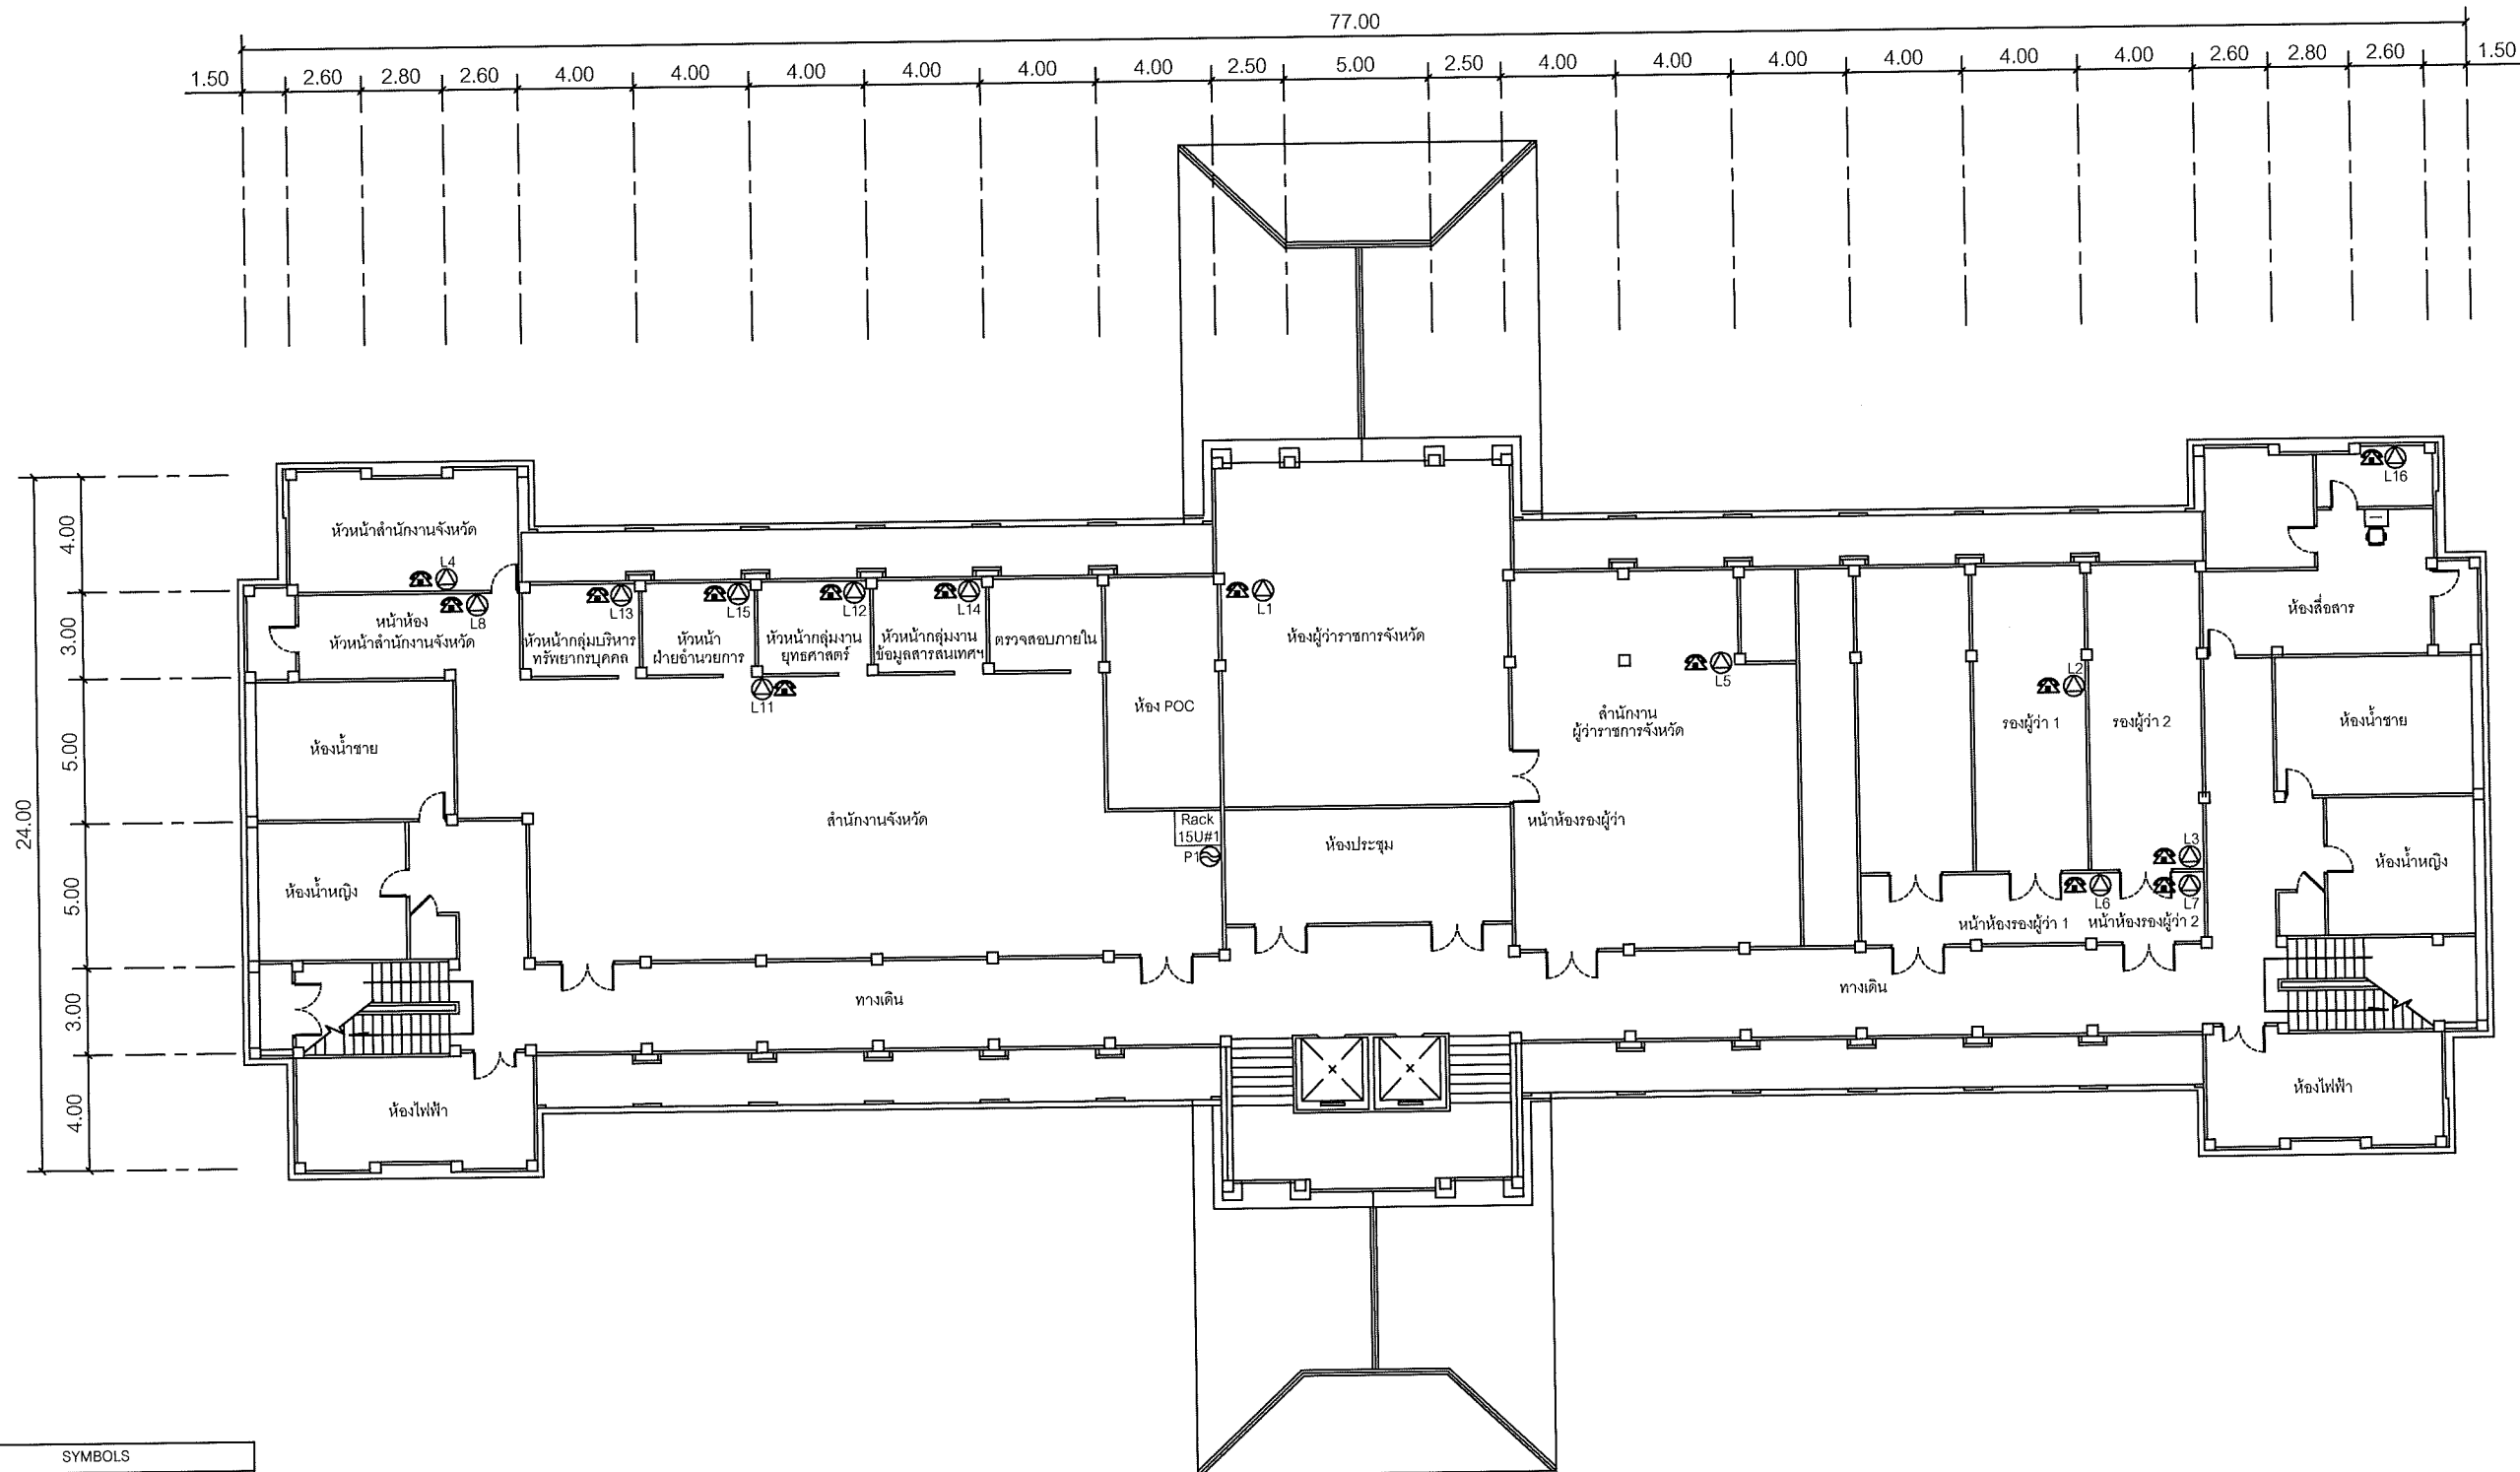 77.00
1.50 2.60 2.80 2.60 4.00 4.00 4.00 4.00 4.00 4.00 2.50 5.00 2.50 4.00 4.00 4.00 4.00 4.00 4.00 2.60 2.80 2.60 1.50
24.00
4.00
3.00
5.00
5.00
3.00
4.00
หัวหน้าสำนักงานจังหวัด
L4
หน้าห้อง
หัวหน้าสำนักงานจังหวัด
L8
L13
หัวหน้ากลุ่มบริหาร
ทรัพยากรบุคคล
L15
หัวหน้า
ฝ่ายอำนวยการ
L12
หัวหน้ากลุ่มงาน
ยุทธศาสตร์
L14
หัวหน้ากลุ่มงาน
ข้อมูลสารสนเทศฯ
ตรวจสอบภายใน
L11
ห้อง POC
L1
ห้องผู้ว่าราชการจังหวัด
L5
สำนักงาน
ผู้ว่าราชการจังหวัด
L2
รองผู้ว่า 1
รองผู้ว่า 2
L16
ห้องสื่อสาร
ห้องน้ำชาย
ห้องน้ำชาย
สำนักงานจังหวัด
Rack
15U#1
P1
ห้องประชุม
หน้าห้องรองผู้ว่า
L3
L6
L7
หน้าห้องรองผู้ว่า 1
หน้าห้องรองผู้ว่า 2
ห้องน้ำหญิง
ห้องน้ำหญิง
ทางเดิน
ทางเดิน
ห้องไฟฟ้า
ห้องไฟฟ้า
SYMBOLS